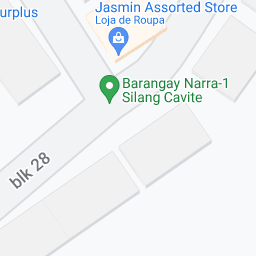 urplus
Jasmin Assorted Store
Loja de Roupa
Barangay Narra-1
Silang Cavite
blk 28